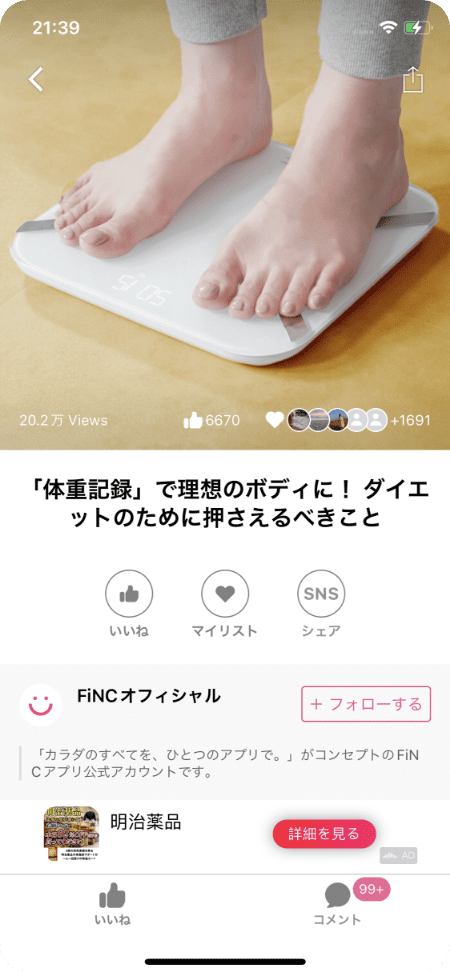 21:39
20.2万 Views
6670
+1691
「体重記録」で理想のボディに！ ダイエ
ットのために押さえるべきこと
いいね
マイリスト
SNS
シェア
FiNCオフィシャル
+ フォローする
「カラダのすべてを、ひとつのアプリで。」がコンセプトのFiN
Cアプリ公式アカウントです。
明治薬品
詳細を見る
AD
いいね
99+
コメント